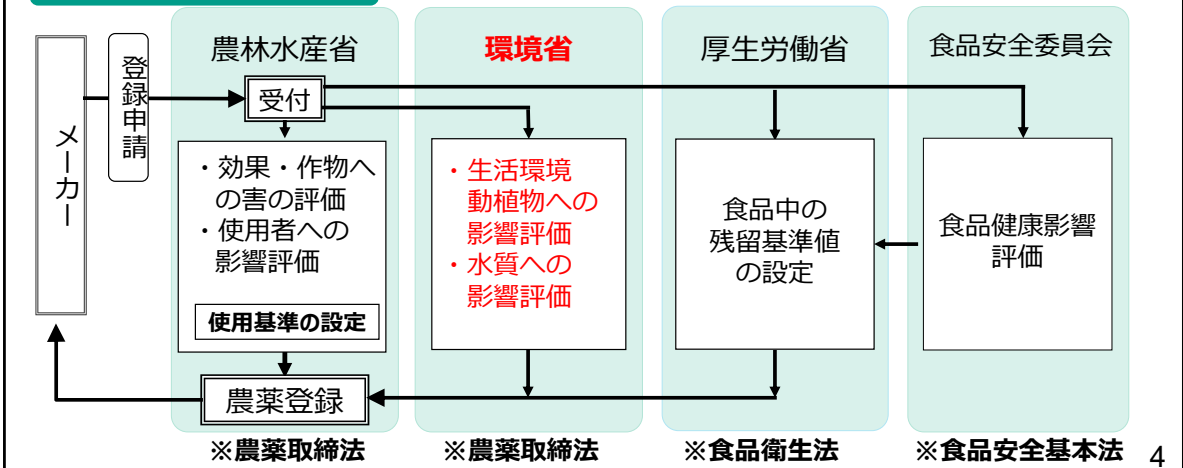 農林水産省
環境省
厚生労働省
食品安全委員会
メーカー
登録申請
受付
・効果・作物へ
の害の評価
・使用者への
影響評価
使用基準の設定
・生活環境
動植物への
影響評価
・水質への
影響評価
食品中の
残留基準値
の設定
食品健康影響
評価
農薬登録
※農薬取締法
※農薬取締法
※食品衛生法
※食品安全基本法
4